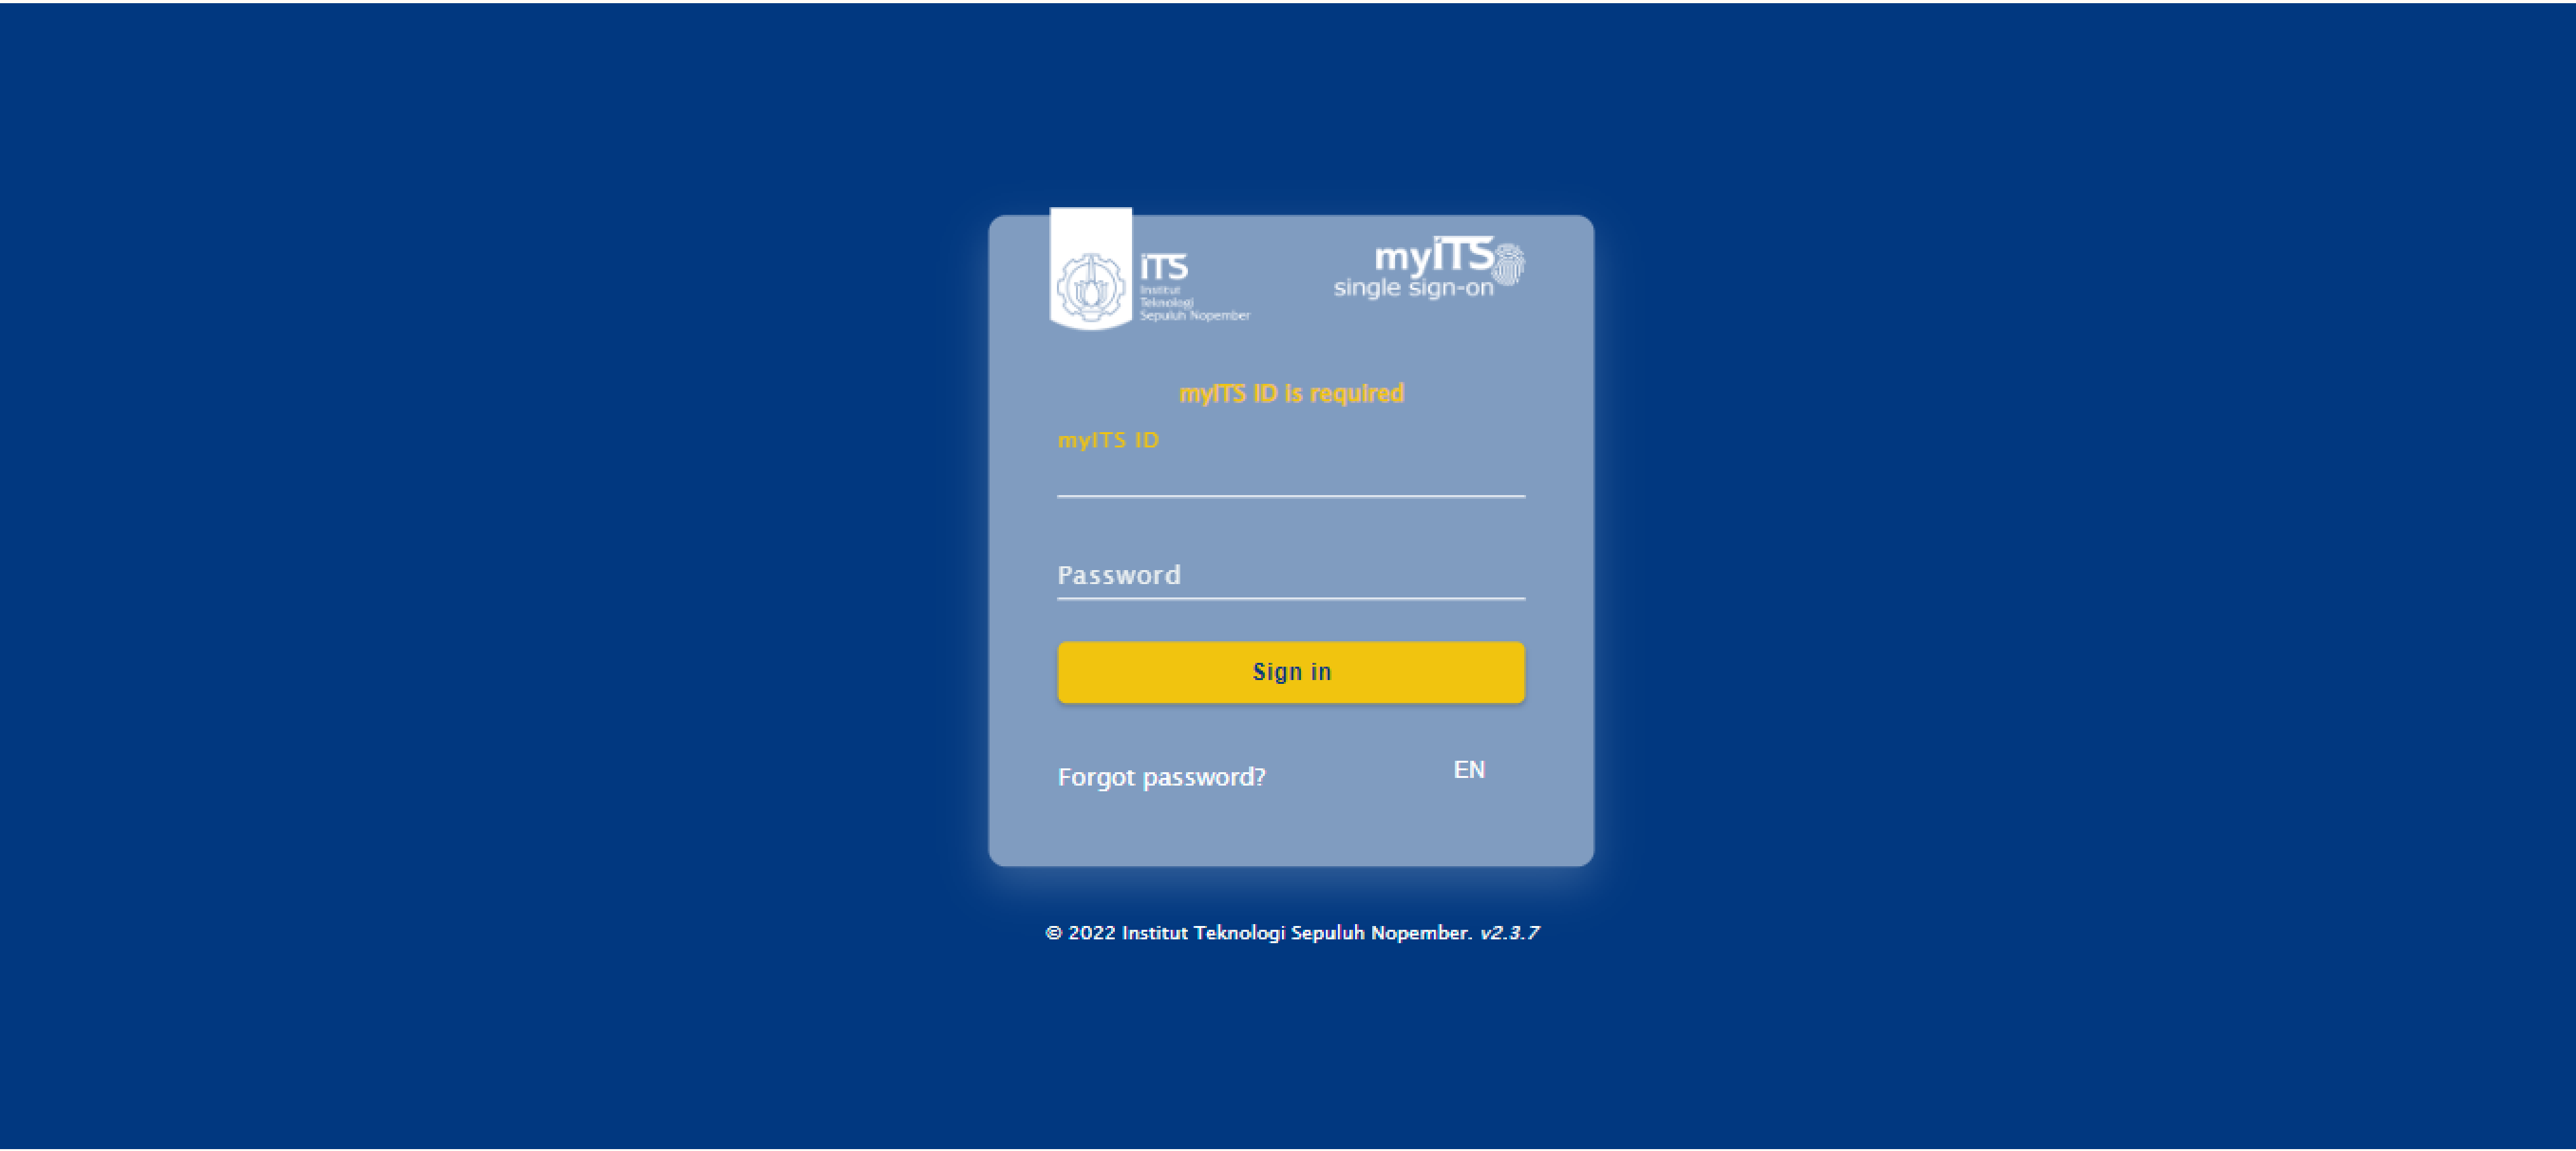 iTS
Institut
Teknologi
Sepuluh Nopember
myITS
single sign-on
myITS ID is required
myITS ID
Password
Sign in
Forgot password?
EN
© 2022 Institut Teknologi Sepuluh Nopember. v2.3.7